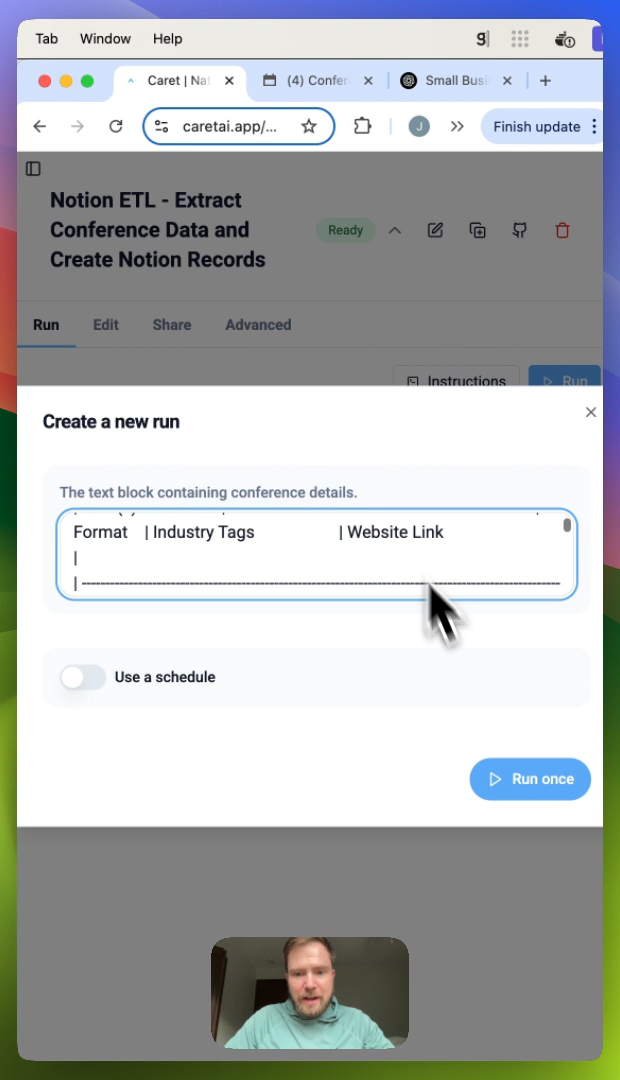 Tab Window Help
Caret | Na
(4) Confer
Small Busi
caretai.app/...
J
Finish update
Notion ETL - Extract
Conference Data and
Create Notion Records
Ready
Run Edit Share Advanced
Instructions
Run
Create a new run
The text block containing conference details.
Format | Industry Tags | Website Link
|
|------------------------------------------------------------
Use a schedule
Run once